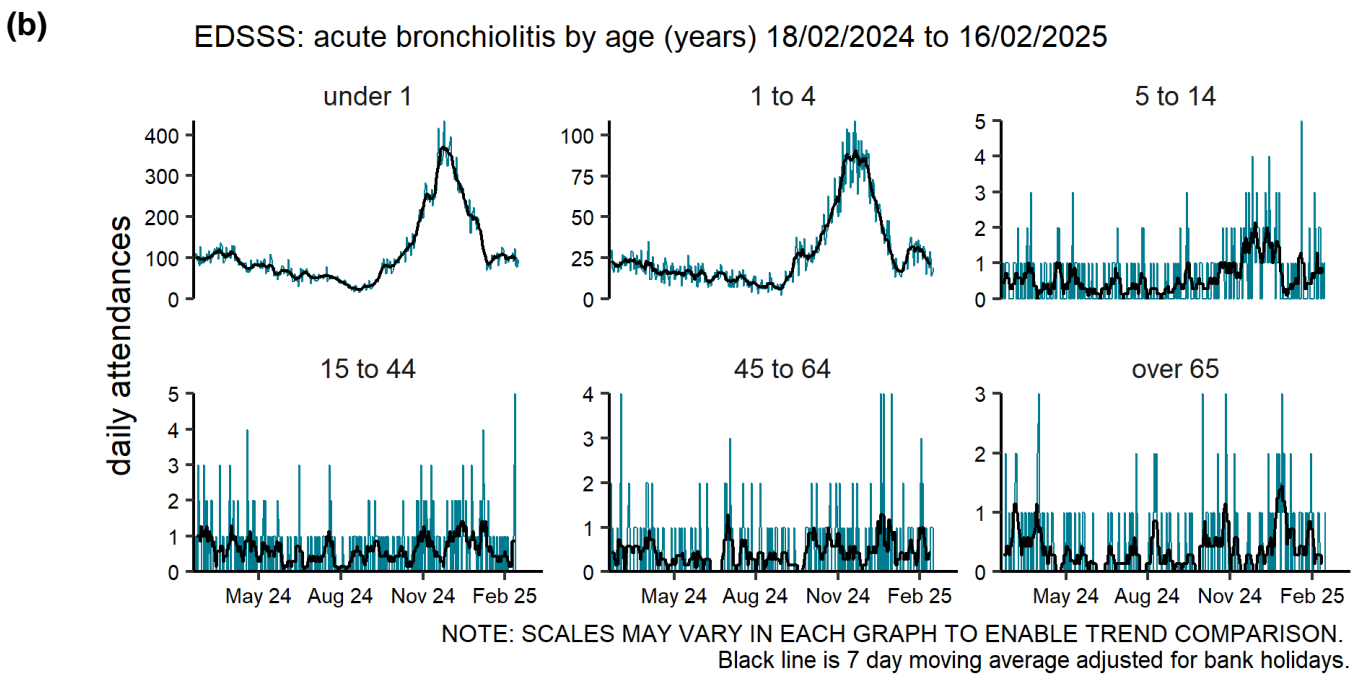 (b)
EDSSS: acute bronchiolitis by age (years) 18/02/2024 to 16/02/2025
daily attendances
under 1
400
300
200
100
0
1 to 4
100
75
50
25
0
5 to 14
5
4
3
2
1
0
15 to 44
5
4
3
2
1
0
May 24 Aug 24 Nov 24 Feb 25
45 to 64
4
3
2
1
0
May 24 Aug 24 Nov 24 Feb 25
over 65
3
2
1
0
May 24 Aug 24 Nov 24 Feb 25
NOTE: SCALES MAY VARY IN EACH GRAPH TO ENABLE TREND COMPARISON.
Black line is 7 day moving average adjusted for bank holidays.